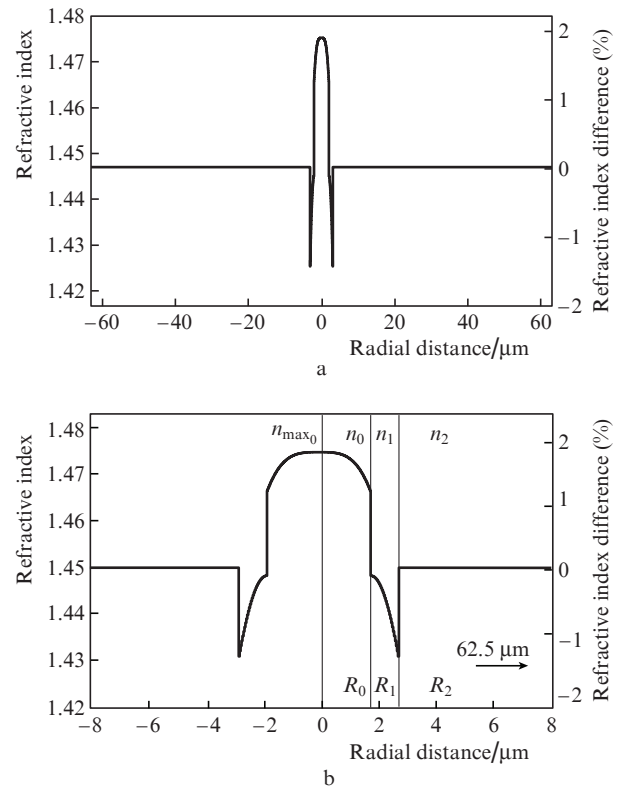 Refractive index
1.48
1.47
1.46
1.45
1.44
1.43
1.42
2
1
0
−1
−2
Refractive index difference (%)
−60 −40 −20 0 20 40 60
Radial distance/μm
a
Refractive index
1.48
1.47
1.46
1.45
1.44
1.43
1.42
n_max₀ n₀ n₁ n₂
2
1
0
−1
−2
Refractive index difference (%)
62.5 μm
R₀ R₁ R₂
−8 −6 −4 −2 0 2 4 6 8
Radial distance/μm
b